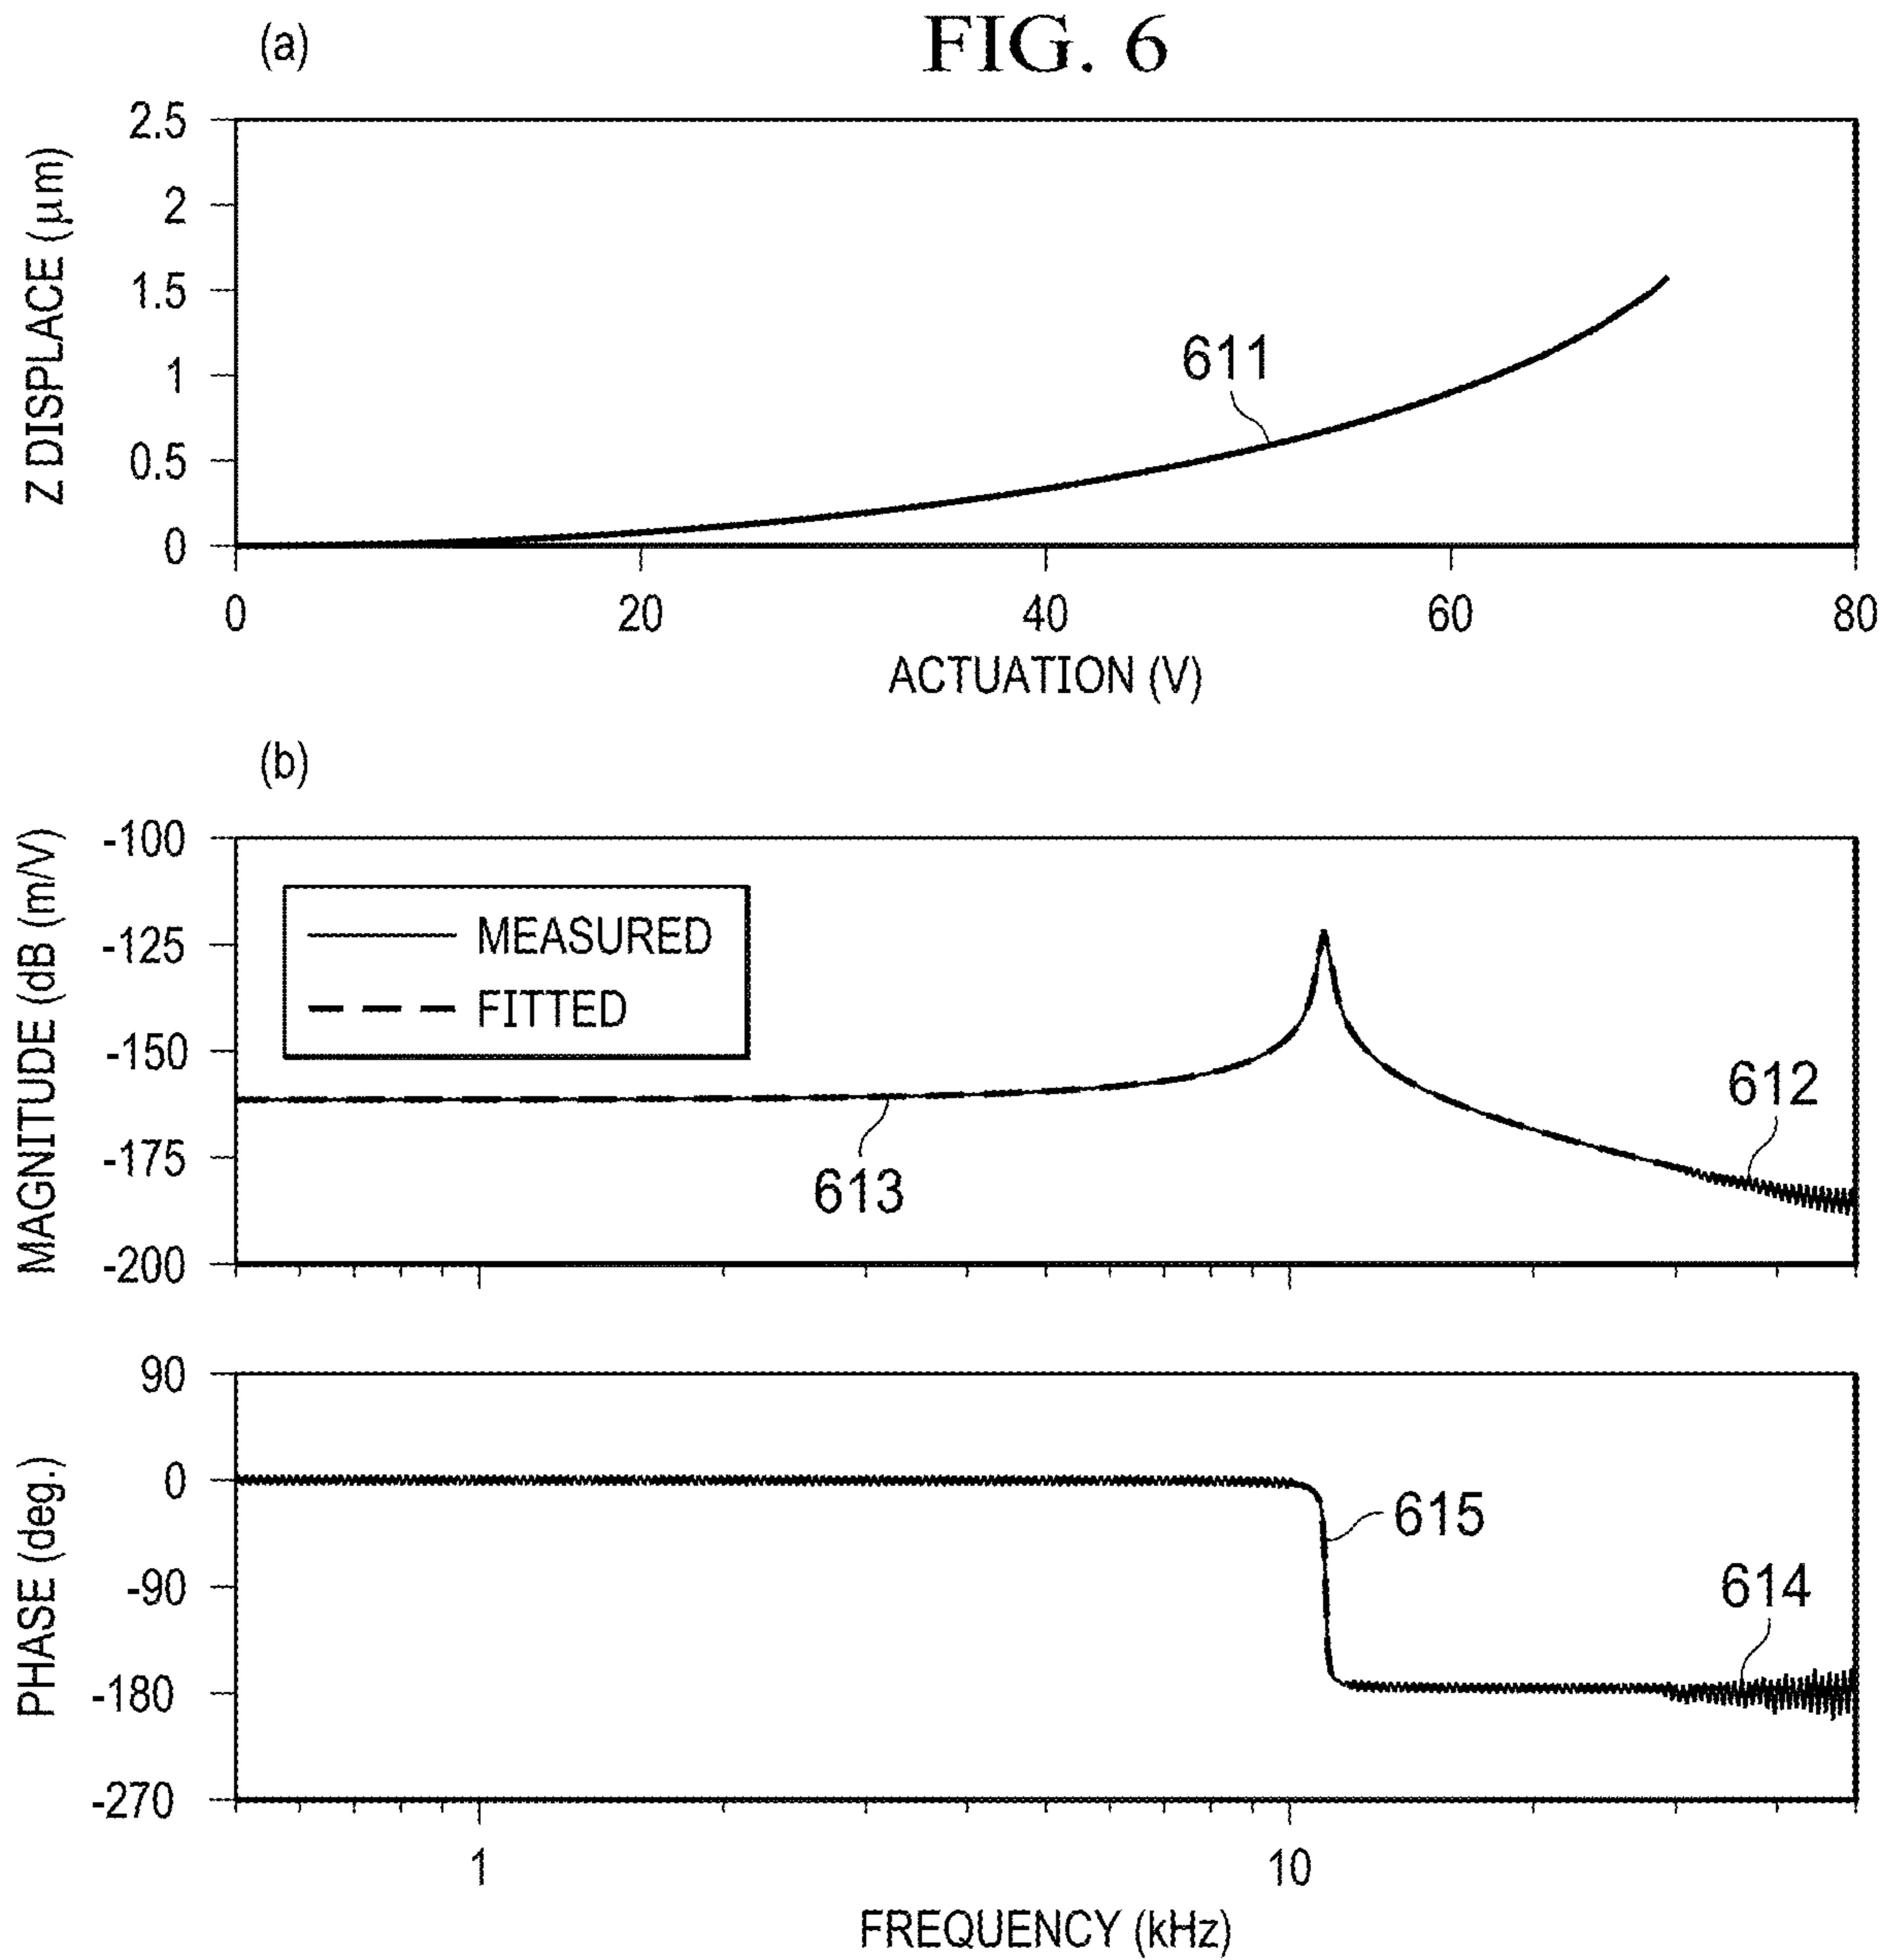 (a)
FIG. 6
2.5
2
1.5
1
0.5
0
Z DISPLACE (μm)
611
0 20 40 60 80
ACTUATION (V)
(b)
-100
-125
-150
-175
-200
MAGNITUDE (dB (m/V)
MEASURED
FITTED
613
612
90
0
-90
-180
-270
PHASE (deg.)
615
614
1 10
FREQUENCY (kHz)